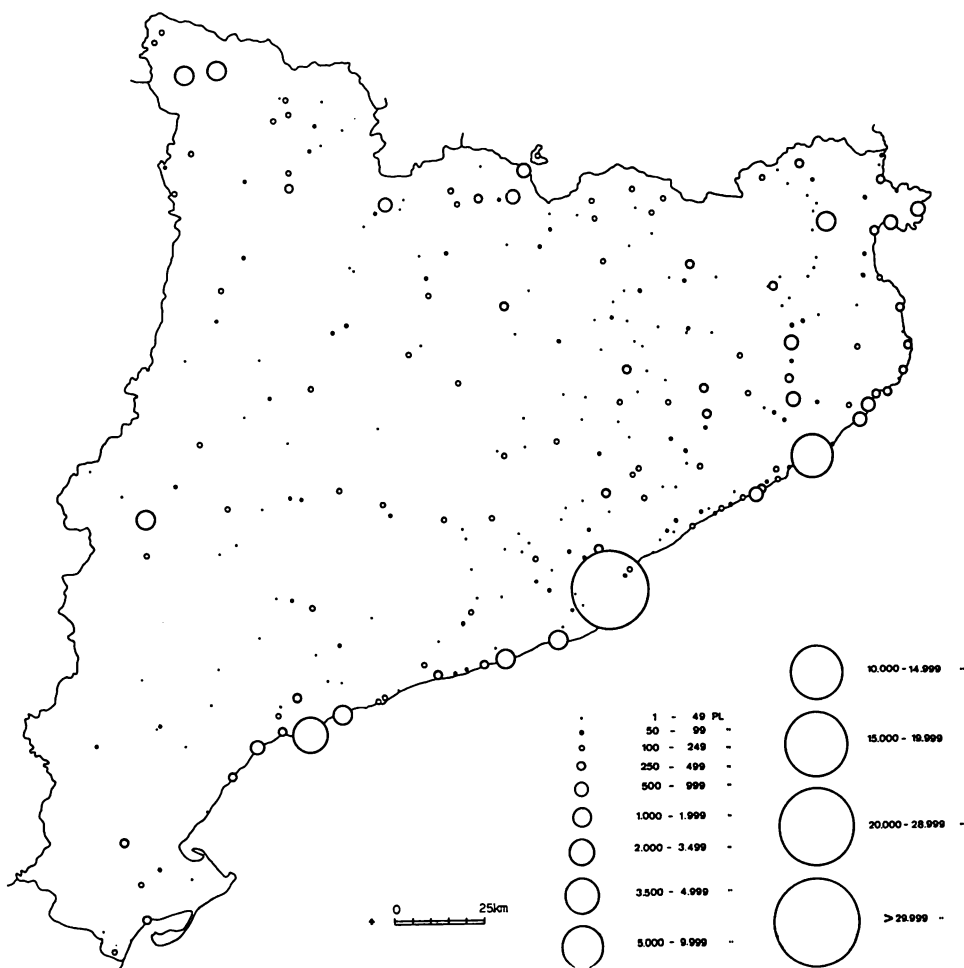 1 - 49 PL
50 - 99 "
100 - 249 "
250 - 499 "
500 - 999 "
1.000 - 1.999 "
2.000 - 3.499 "
3.500 - 4.999 "
5.000 - 9.999 "
10.000 - 14.999 "
15.000 - 19.999 "
20.000 - 28.999 "
> 29.999 "
0 25km